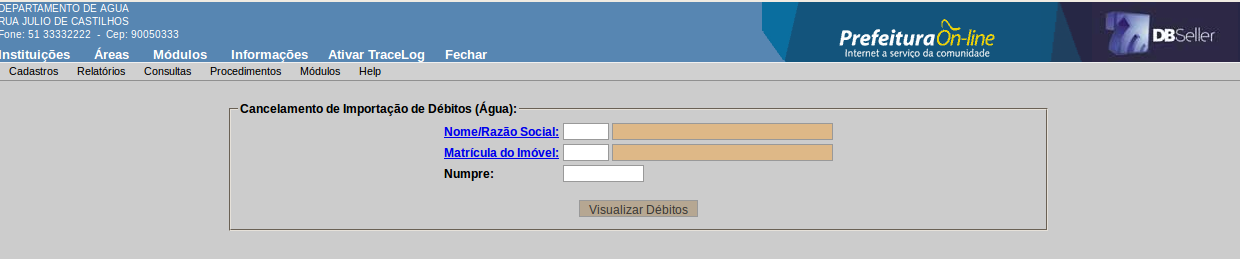 DEPARTAMENTO DE AGUA
RUA JULIO DE CASTILHOS
Fone: 51 33332222 - Cep: 90050333
Instituições Áreas Módulos Informações Ativar TraceLog Fechar
Prefeitura On-line
Internet a serviço da comunidade
DBSeller
Cadastros Relatórios Consultas Procedimentos Módulos Help
Cancelamento de Importação de Débitos (Água):
Nome/Razão Social:
Matrícula do Imóvel:
Numpre:
Visualizar Débitos